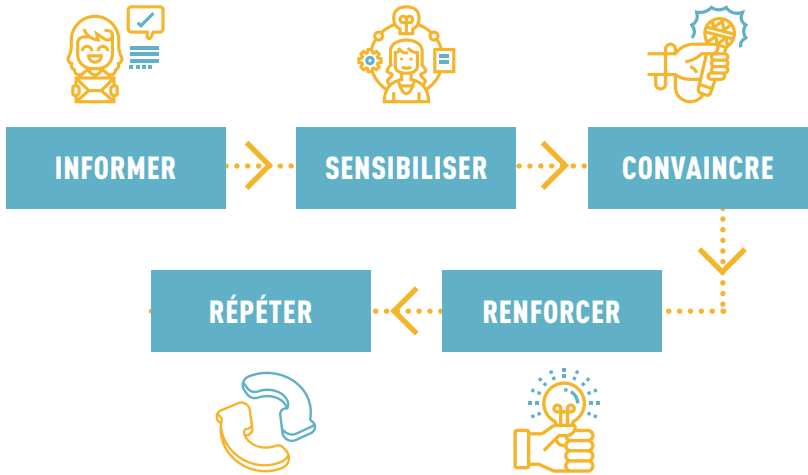 INFORMER
SENSIBILISER
CONVAINCRE
RENFORCER
RÉPÉTER